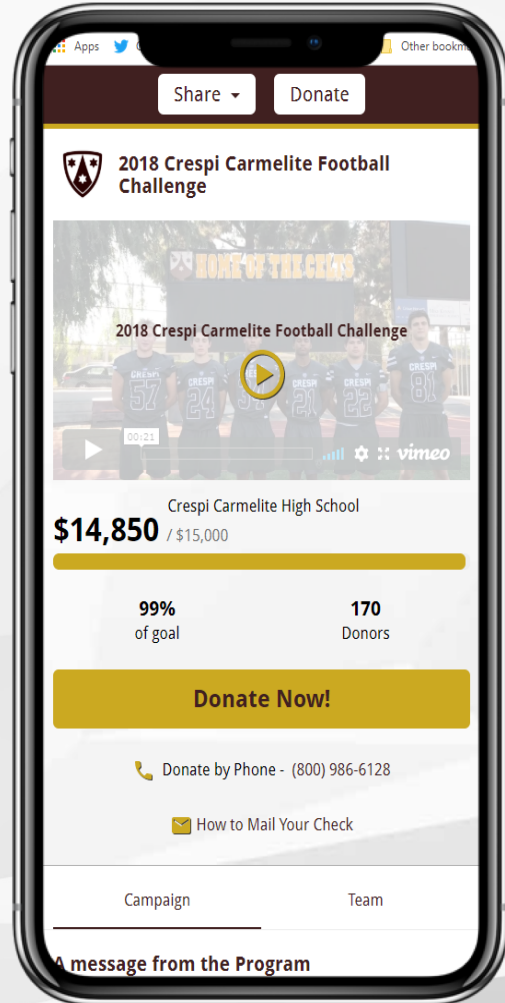 Apps
Other bookm
Share
Donate
2018 Crespi Carmelite Football
Challenge
HOME OF THE CELTS
2018 Crespi Carmelite Football Challenge
CRESPI CRESPI CRESPI CRESPI CRESPI
57 24 21 22 81
00:21
vimeo
Crespi Carmelite High School
$14,850 / $15,000
99% 170
of goal Donors
Donate Now!
Donate by Phone - (800) 986-6128
How to Mail Your Check
Campaign Team
A message from the Program